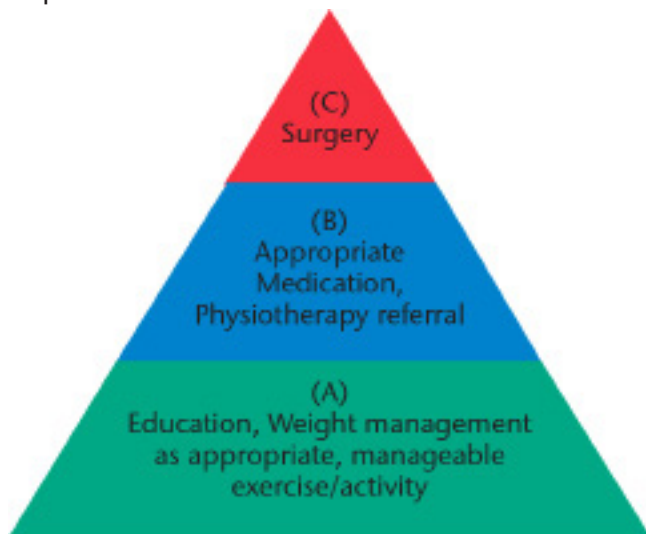 (C)
Surgery
(B)
Appropriate
Medication,
Physiotherapy referral
(A)
Education, Weight management
as appropriate, manageable
exercise/activity